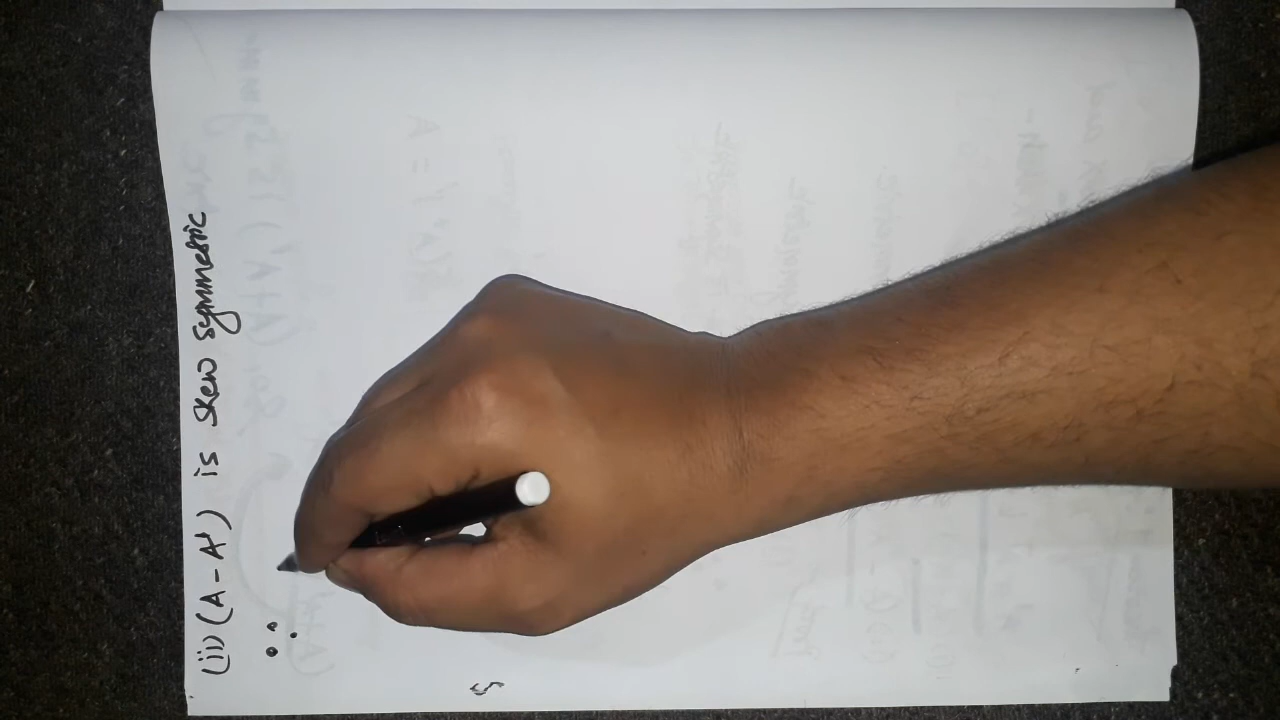 (ii) (A - A') is skew symmetric
∵